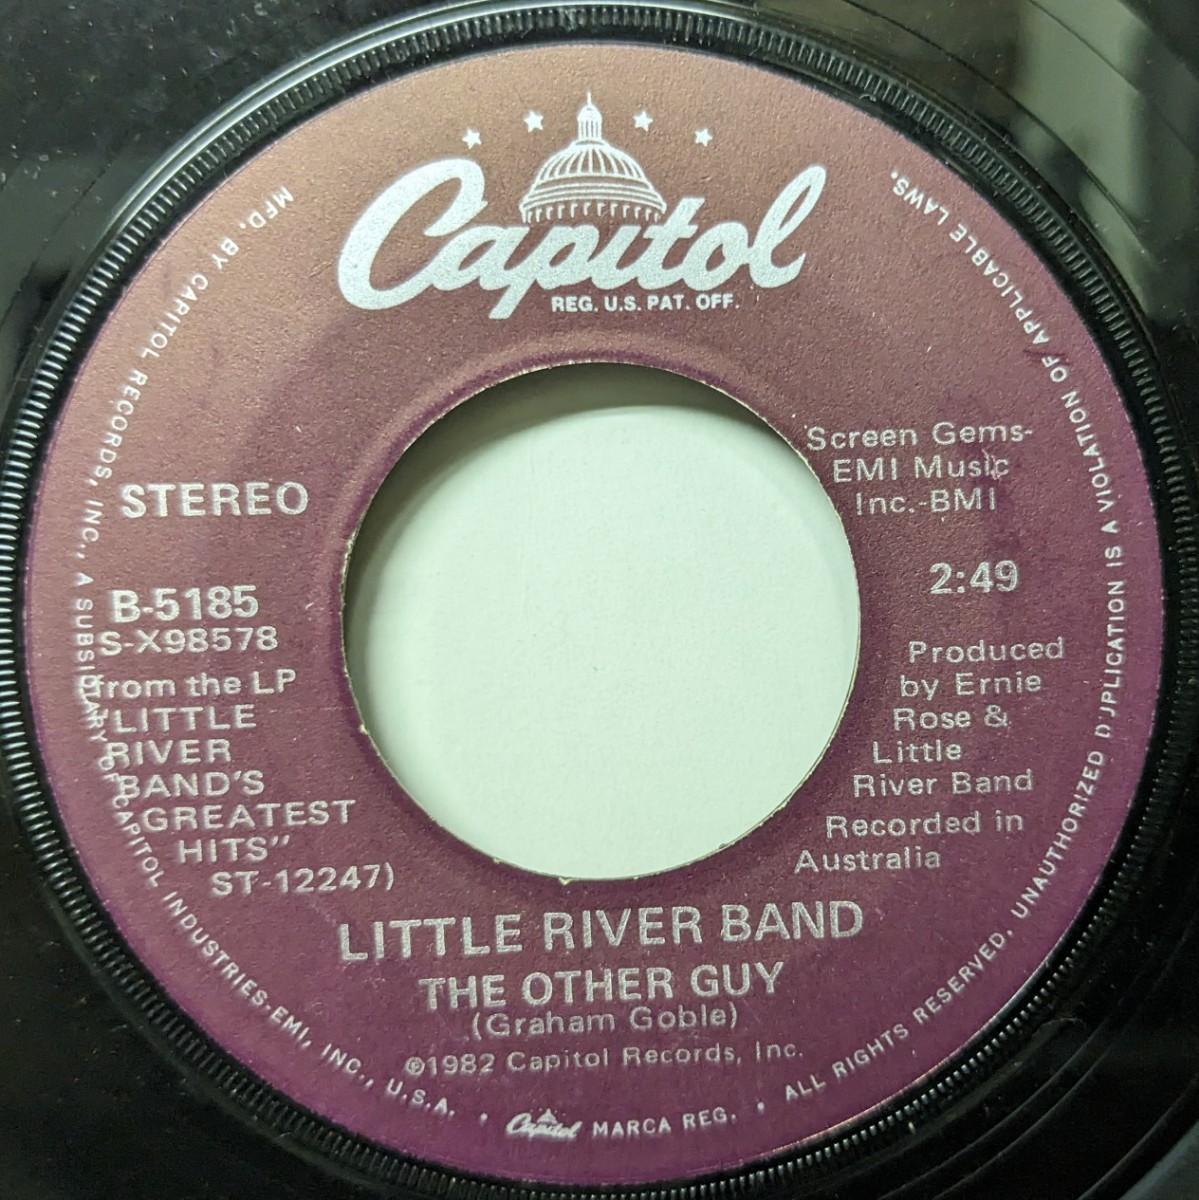 Capitol
REG. U.S. PAT. OFF.
STEREO
B-5185
S-X98578
from the LP
"LITTLE
RIVER
BAND'S
GREATEST
HITS"
ST-12247)
Screen Gems-
EMI Music
Inc.-BMI
2:49
Produced
by Ernie
Rose &
Little
River Band
Recorded in
Australia
LITTLE RIVER BAND
THE OTHER GUY
(Graham Goble)
℗1982 Capitol Records, Inc.
MFD. BY CAPITOL RECORDS, INC., A SUBSIDIARY OF CAPITOL INDUSTRIES-EMI, INC., U.S.A. • Capitol MARCA REG. • ALL RIGHTS RESERVED. UNAUTHORIZED D'JPLICATION IS A VIOLATION OF APPLICABLE LAWS.